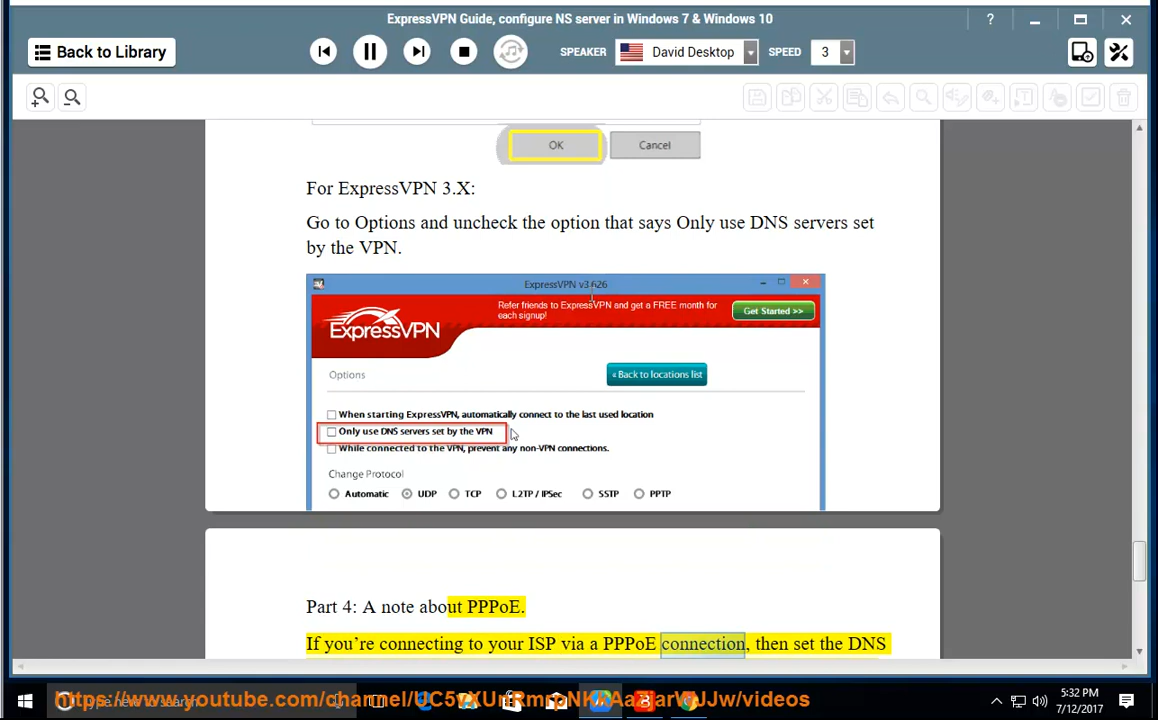 ExpressVPN Guide, configure NS server in Windows 7 & Windows 10
Back to Library
SPEAKER
David Desktop
SPEED
3
OK
Cancel
For ExpressVPN 3.X:
Go to Options and uncheck the option that says Only use DNS servers set
by the VPN.
ExpressVPN v3.626
Refer friends to ExpressVPN and get a FREE month for
each signup!
Get Started >>
ExpressVPN
Options
« Back to locations list
When starting ExpressVPN, automatically connect to the last used location
Only use DNS servers set by the VPN
While connected to the VPN, prevent any non-VPN connections.
Change Protocol
Automatic
UDP
TCP
L2TP / IPSec
SSTP
PPTP
Part 4: A note about PPPoE.
If you're connecting to your ISP via a PPPoE connection, then set the DNS
5:32 PM
7/12/2017